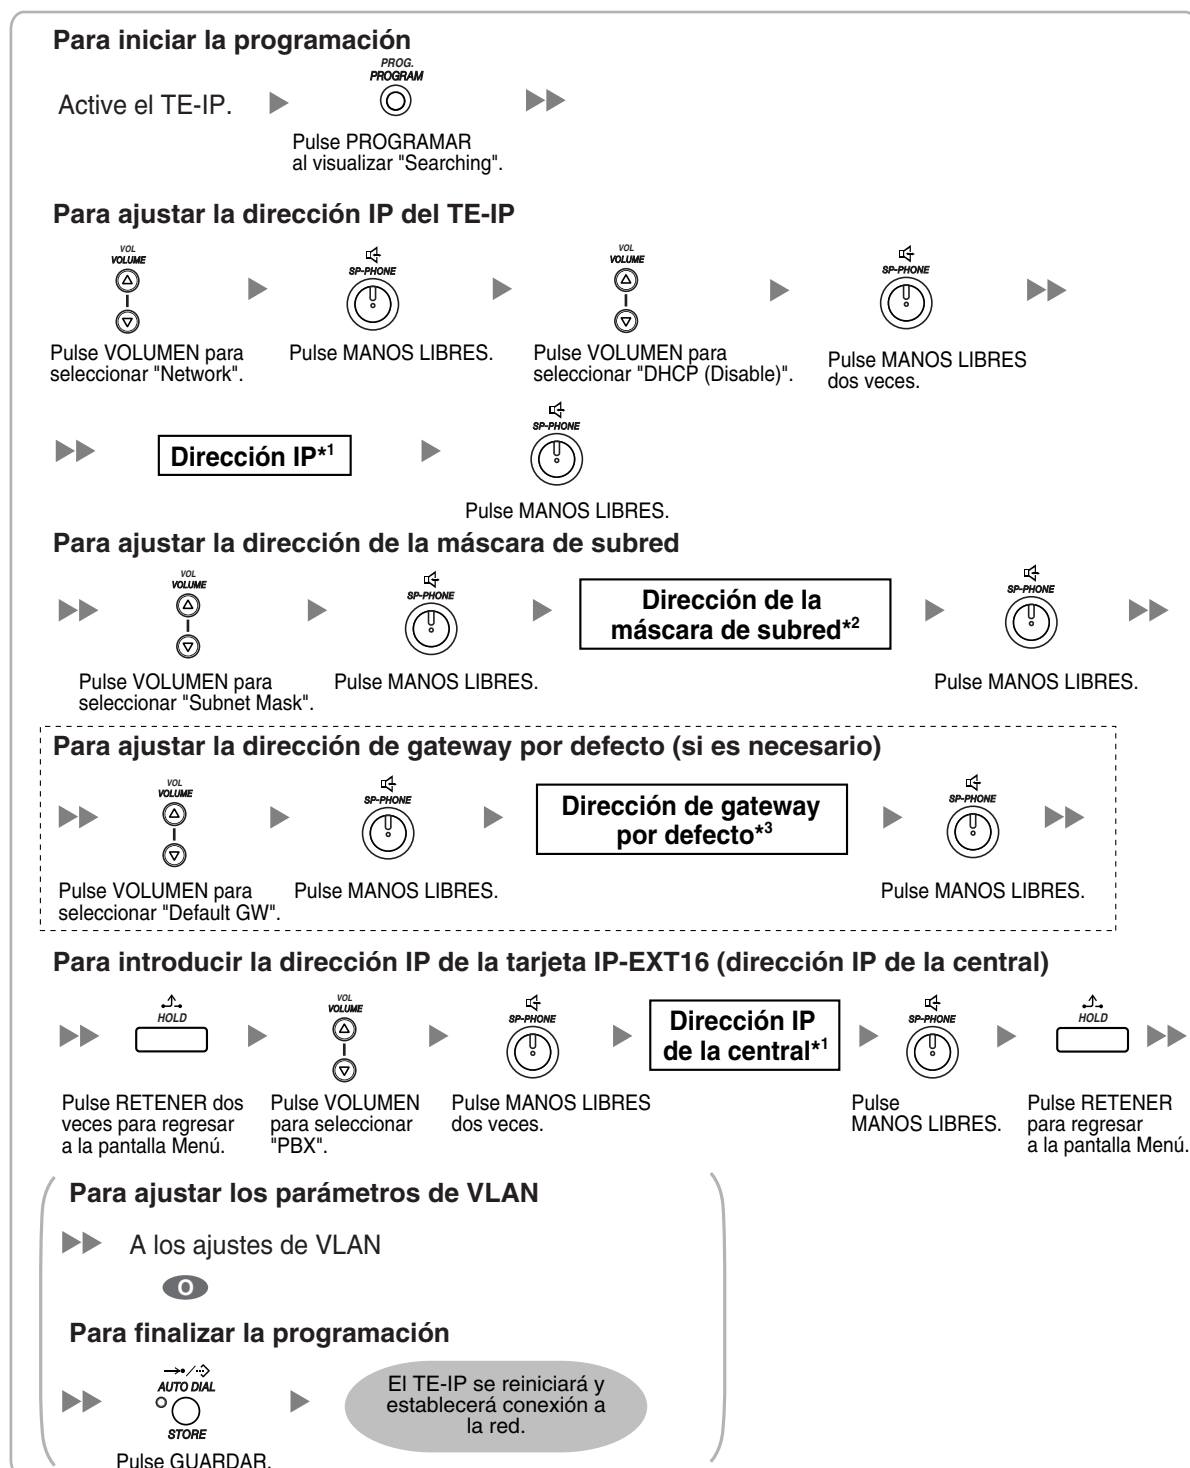 Para iniciar la programación
PROG.
PROGRAM
Active el TE-IP.
Pulse PROGRAMAR
al visualizar "Searching".
Para ajustar la dirección IP del TE-IP
VOL
VOLUME
Pulse VOLUMEN para
seleccionar "Network".
SP-PHONE
Pulse MANOS LIBRES.
VOL
VOLUME
Pulse VOLUMEN para
seleccionar "DHCP (Disable)".
SP-PHONE
Pulse MANOS LIBRES
dos veces.
Dirección IP*1
SP-PHONE
Pulse MANOS LIBRES.
Para ajustar la dirección de la máscara de subred
VOL
VOLUME
Pulse VOLUMEN para
seleccionar "Subnet Mask".
SP-PHONE
Pulse MANOS LIBRES.
Dirección de la
máscara de subred*2
SP-PHONE
Pulse MANOS LIBRES.
Para ajustar la dirección de gateway por defecto (si es necesario)
VOL
VOLUME
Pulse VOLUMEN para
seleccionar "Default GW".
SP-PHONE
Pulse MANOS LIBRES.
Dirección de gateway
por defecto*3
SP-PHONE
Pulse MANOS LIBRES.
Para introducir la dirección IP de la tarjeta IP-EXT16 (dirección IP de la central)
HOLD
Pulse RETENER dos
veces para regresar
a la pantalla Menú.
VOL
VOLUME
Pulse VOLUMEN
para seleccionar
"PBX".
SP-PHONE
Pulse MANOS LIBRES
dos veces.
Dirección IP
de la central*1
SP-PHONE
Pulse
MANOS LIBRES.
HOLD
Pulse RETENER
para regresar
a la pantalla Menú.
Para ajustar los parámetros de VLAN
A los ajustes de VLAN
O
Para finalizar la programación
AUTO DIAL
STORE
Pulse GUARDAR.
El TE-IP se reiniciará y
establecerá conexión a
la red.